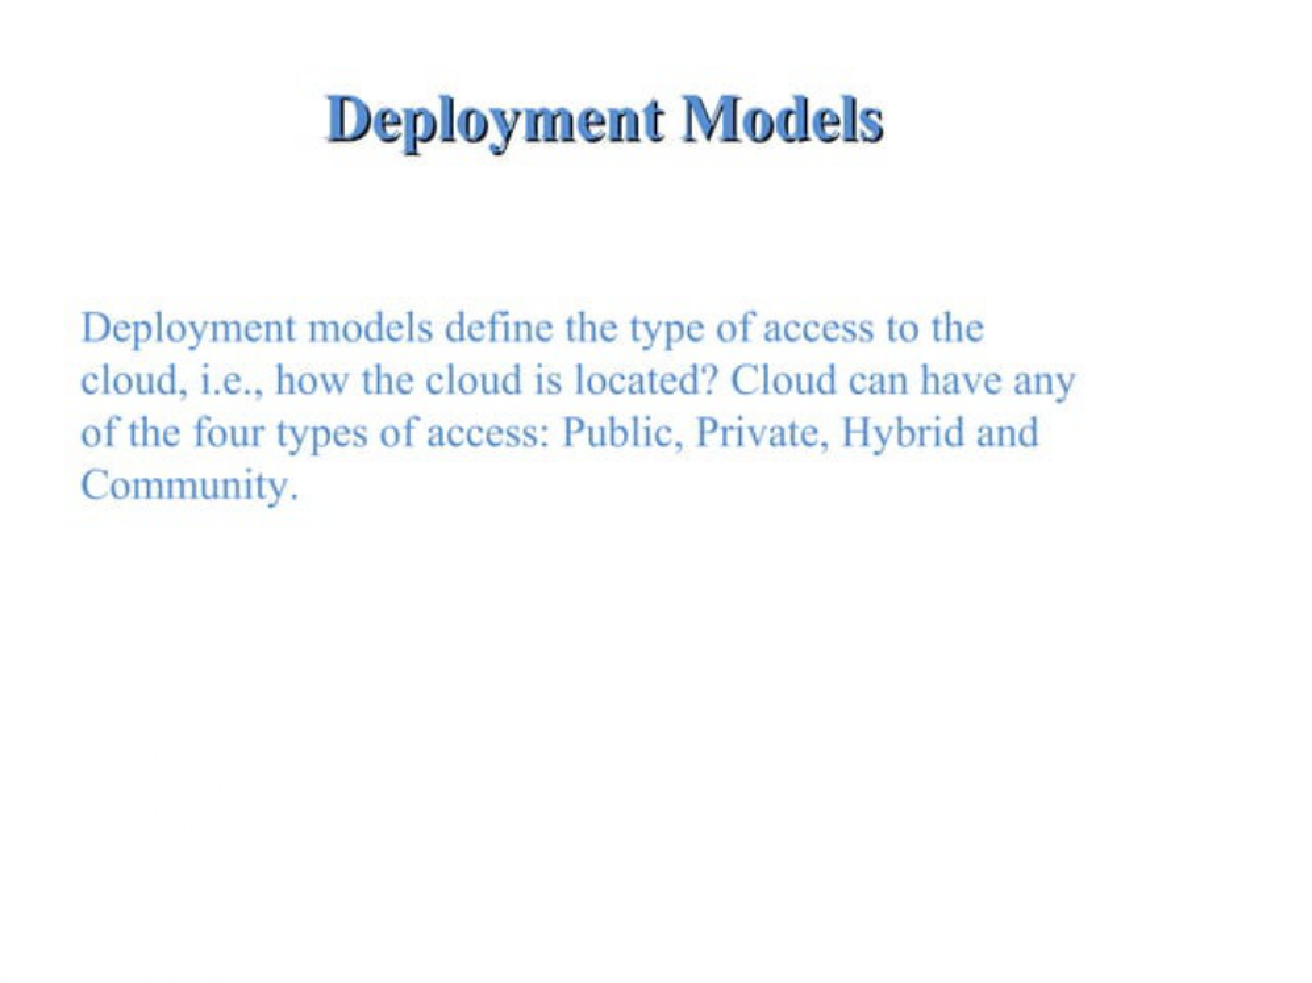 Deployment Models
Deployment models define the type of access to the
cloud, i.e., how the cloud is located? Cloud can have any
of the four types of access: Public, Private, Hybrid and
Community.